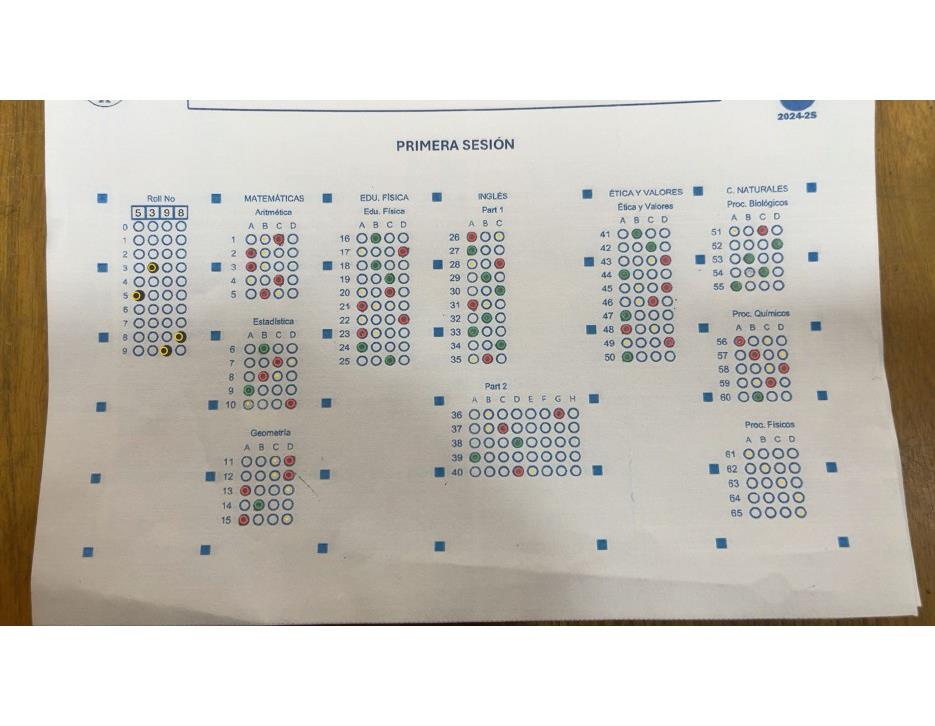 2024-2S
PRIMERA SESIÓN
Roll No
5 3 9 8
0
1
2
3
4
5
6
7
8
9
MATEMÁTICAS
Aritmética
A B C D
1
2
3
4
5
Estadística
A B C D
6
7
8
9
10
Geometría
A B C D
11
12
13
14
15
EDU. FÍSICA
Edu. Física
A B C D
16
17
18
19
20
21
22
23
24
25
INGLÉS
Part 1
A B C
26
27
28
29
30
31
32
33
34
35
Part 2
A B C D E F G H
36
37
38
39
40
ÉTICA Y VALORES
Ética y Valores
A B C D
41
42
43
44
45
46
47
48
49
50
C. NATURALES
Proc. Biológicos
A B C D
51
52
53
54
55
Proc. Químicos
A B C D
56
57
58
59
60
Proc. Físicos
A B C D
61
62
63
64
65